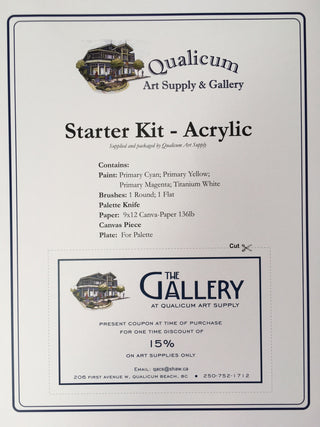 Qualicum
Art Supply & Gallery
Starter Kit - Acrylic
Supplied and packaged by Qualicum Art Supply
Contains:
Paint: Primary Cyan; Primary Yellow;
Primary Magenta; Titanium White
Brushes: 1 Round; 1 Flat
Palette Knife
Paper: 9x12 Canva-Paper 136lb
Canvas Piece
Plate: For Palette
Cut
THE
GALLERY
AT QUALICUM ART SUPPLY
PRESENT COUPON AT TIME OF PURCHASE
FOR ONE TIME DISCOUNT OF
15%
ON ART SUPPLIES ONLY
EMAIL: qacs@shaw.ca
206 FIRST AVENUE W, QUALICUM BEACH, BC • 250-752-1712